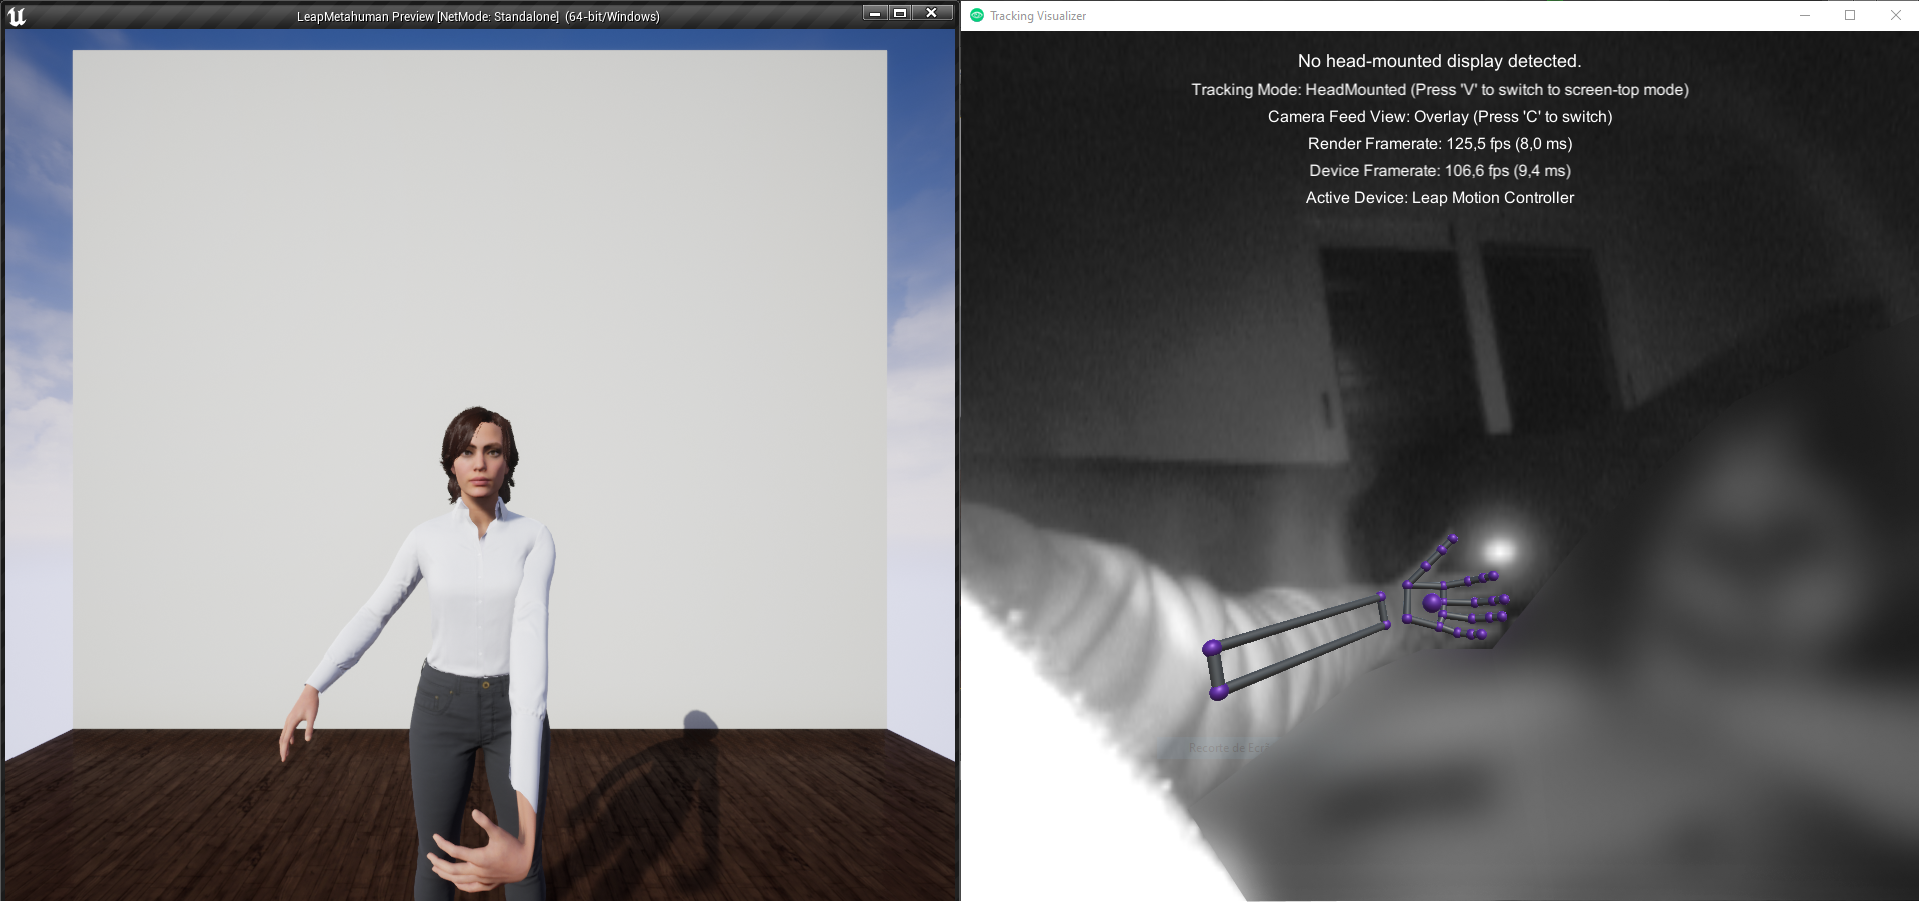 LeapMetahuman Preview [NetMode: Standalone] (64-bit/Windows)
Tracking Visualizer
No head-mounted display detected.
Tracking Mode: HeadMounted (Press 'V' to switch to screen-top mode)
Camera Feed View: Overlay (Press 'C' to switch)
Render Framerate: 125,5 fps (8,0 ms)
Device Framerate: 106,6 fps (9,4 ms)
Active Device: Leap Motion Controller
Recorte de